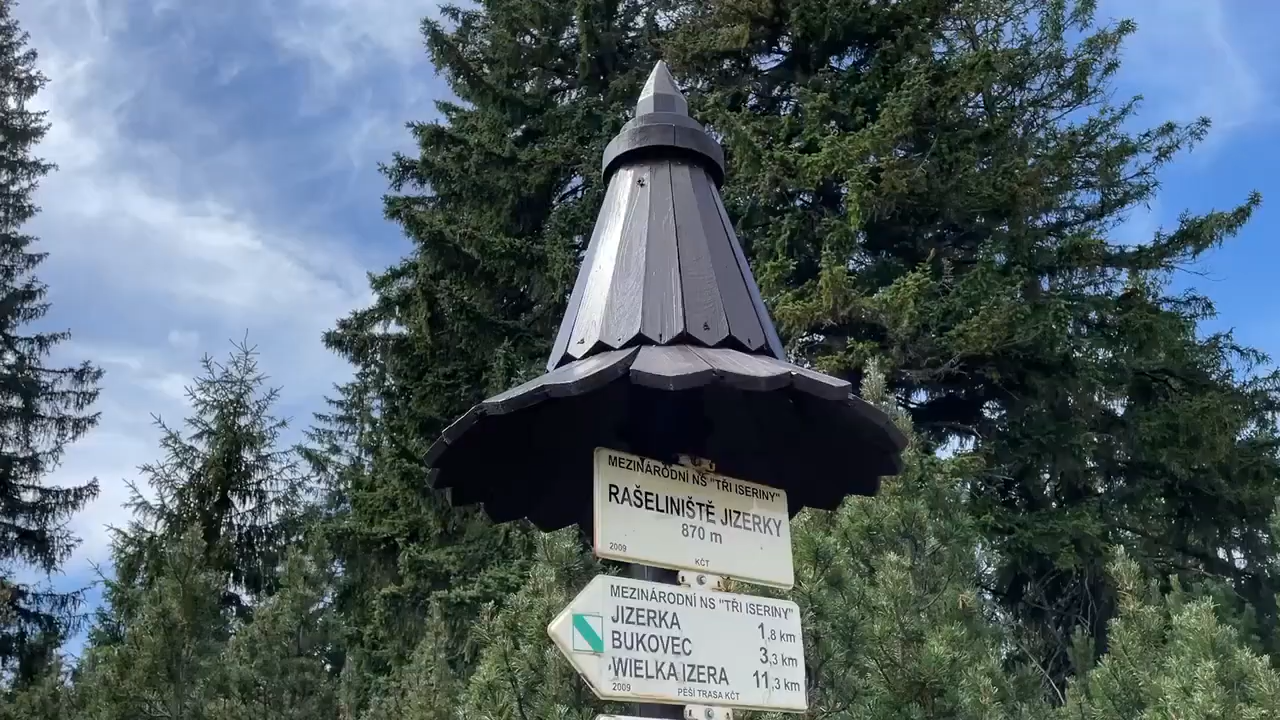 MEZINÁRODNÍ NS "TŘI ISERINY"
RAŠELINIŠTĚ JIZERKY
870 m
2009
KČT
MEZINÁRODNÍ NS "TŘI ISERINY"
JIZERKA 1,8 km
BUKOVEC 3,3 km
WIELKA IZERA 11,3 km
2009 PĚŠÍ TRASA KČT